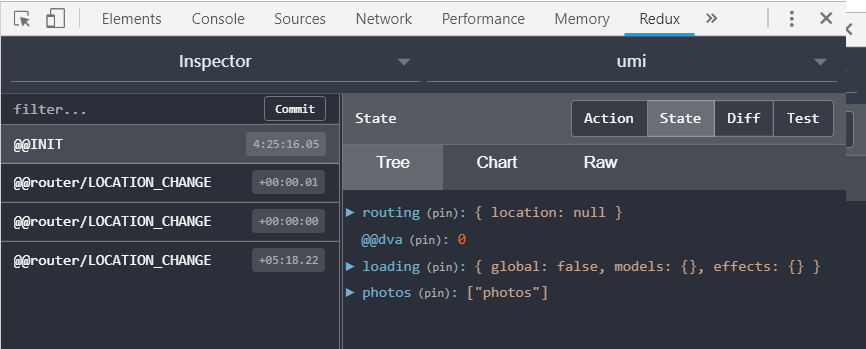 Elements Console Sources Network Performance Memory Redux
Inspector umi
filter... Commit
@@INIT 4:25:16.05
@@router/LOCATION_CHANGE +00:00.01
@@router/LOCATION_CHANGE +00:00:00
@@router/LOCATION_CHANGE +05:18.22
State Action State Diff Test
Tree Chart Raw
routing (pin): { location: null }
@@dva (pin): 0
loading (pin): { global: false, models: {}, effects: {} }
photos (pin): ["photos"]